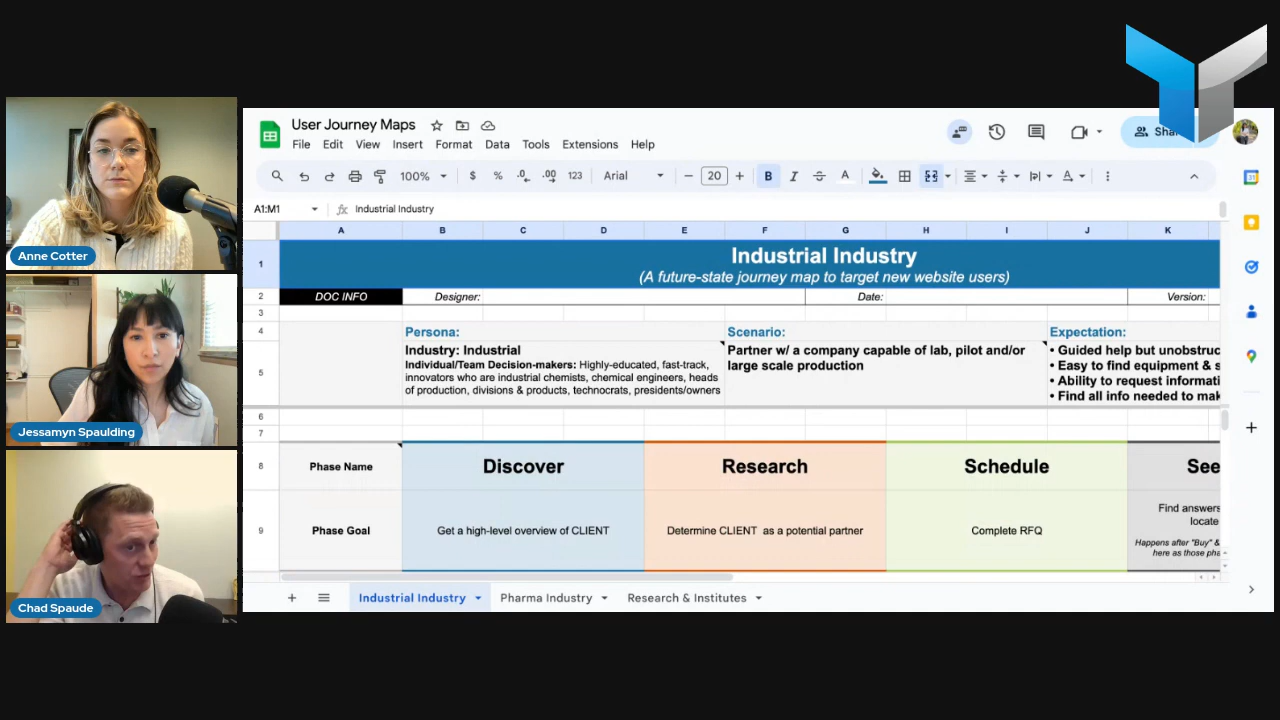 Anne Cotter
Jessamyn Spaulding
Chad Spaude
User Journey Maps
File Edit View Insert Format Data Tools Extensions Help
Sha
100% $ % .0 .00 123 Arial 20 B I A
A1:M1 fx Industrial Industry
A B C D E F G H I J K
1 Industrial Industry
(A future-state journey map to target new website users)
2 DOC INFO Designer: Date: Version:
3
4 Persona: Scenario: Expectation:
5
Industry: Industrial
Individual/Team Decision-makers: Highly-educated, fast-track,
innovators who are industrial chemists, chemical engineers, heads
of production, divisions & products, technocrats, presidents/owners
Partner w/ a company capable of lab, pilot and/or
large scale production
• Guided help but unobstruc
• Easy to find equipment & s
• Ability to request informati
• Find all info needed to mak
6
7
8 Phase Name Discover Research Schedule See
9 Phase Goal Get a high-level overview of CLIENT Determine CLIENT as a potential partner Complete RFQ
Find answers
locate
Happens after "Buy" &
here as those pha
Industrial Industry Pharma Industry Research & Institutes